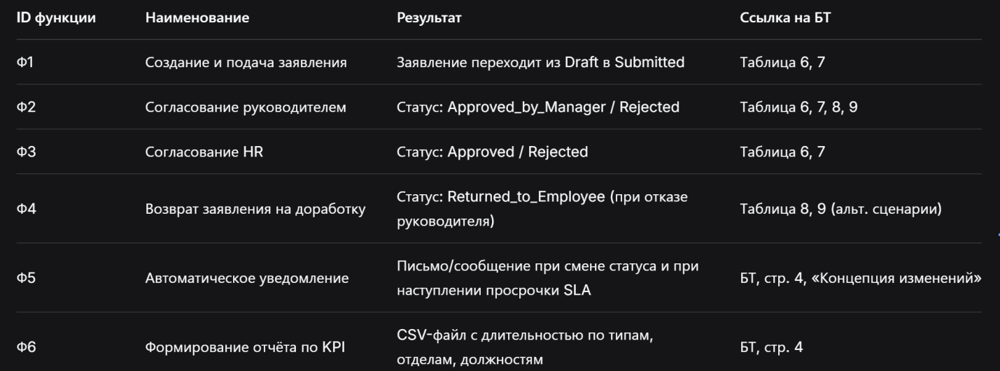 ID функции Наименование Результат Ссылка на БТ
Ф1 Создание и подача заявления Заявление переходит из Draft в Submitted Таблица 6, 7
Ф2 Согласование руководителем Статус: Approved_by_Manager / Rejected Таблица 6, 7, 8, 9
Ф3 Согласование HR Статус: Approved / Rejected Таблица 6, 7
Ф4 Возврат заявления на доработку Статус: Returned_to_Employee (при отказе руководителя) Таблица 8, 9 (альт. сценарии)
Ф5 Автоматическое уведомление Письмо/сообщение при смене статуса и при наступлении просрочки SLA БТ, стр. 4, «Концепция изменений»
Ф6 Формирование отчёта по KPI CSV-файл с длительностью по типам, отделам, должностям БТ, стр. 4